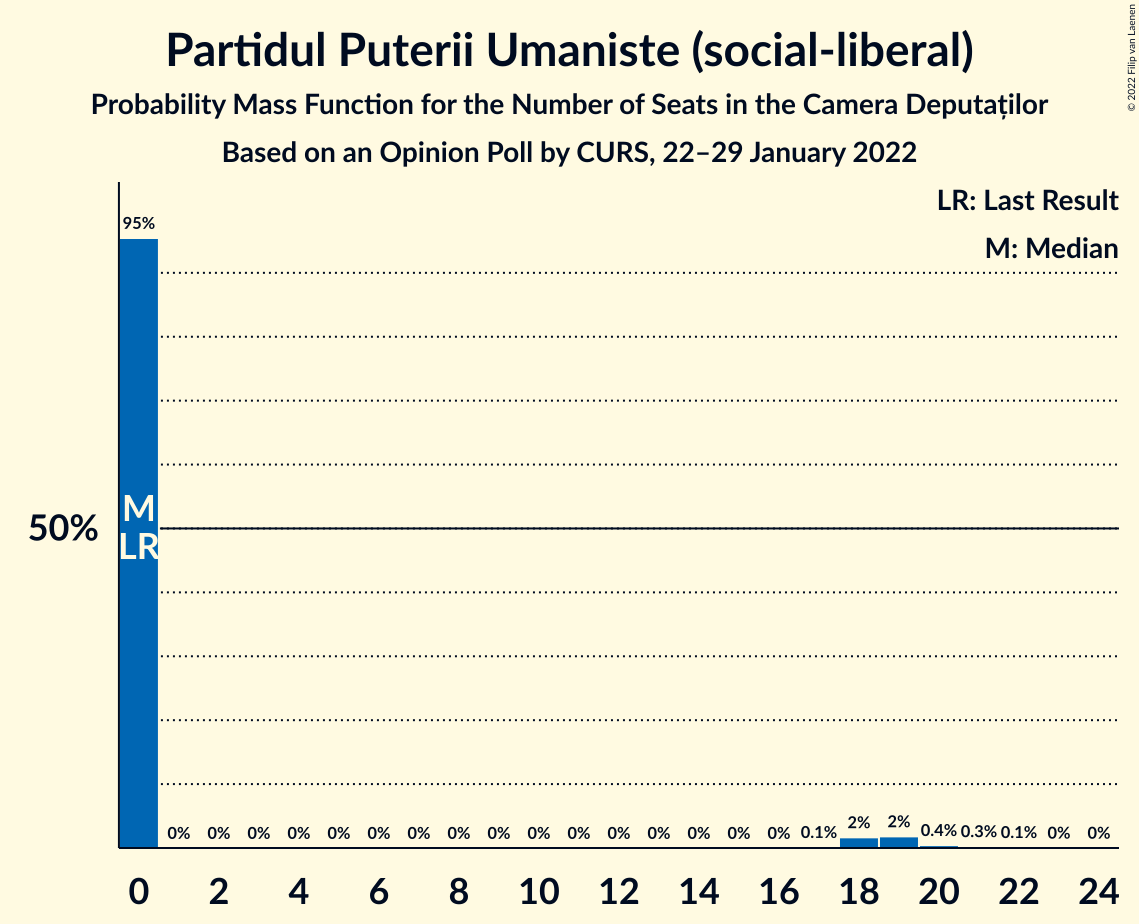 Partidul Puterii Umaniste (social-liberal)
Probability Mass Function for the Number of Seats in the Camera Deputaților
Based on an Opinion Poll by CURS, 22–29 January 2022
© 2022 Filip van Laenen
LR: Last Result
M: Median
95%
M
50%
LR
0% 0% 0% 0% 0% 0% 0% 0% 0% 0% 0% 0% 0% 0% 0% 0% 0.1% 2% 2% 0.4% 0.3% 0.1% 0% 0%
0 2 4 6 8 10 12 14 16 18 20 22 24